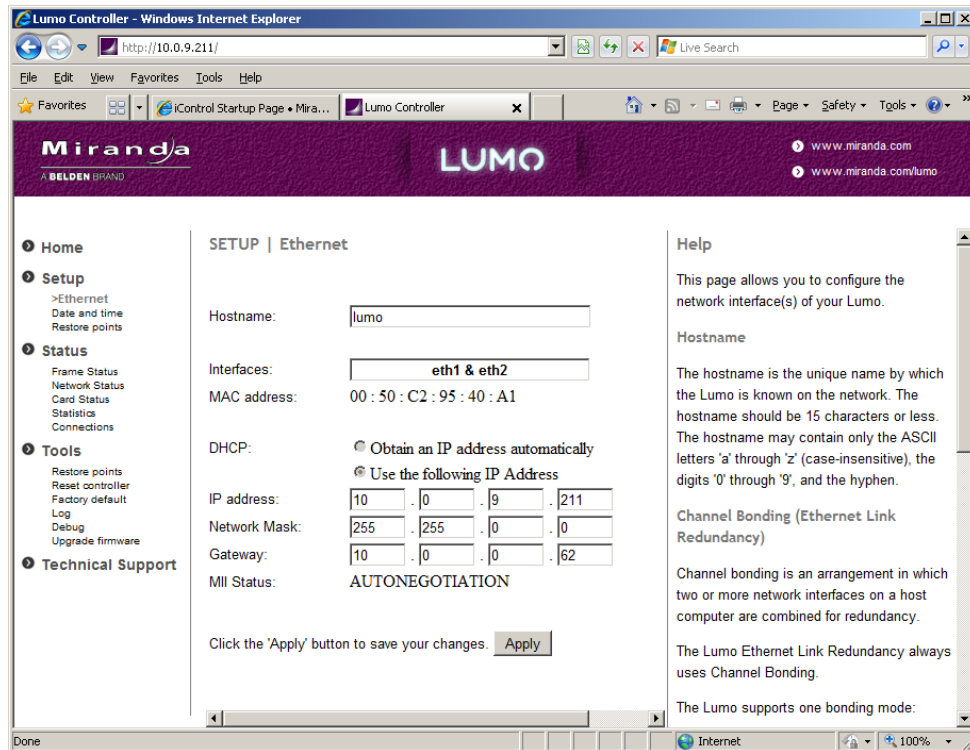 Lumo Controller - Windows Internet Explorer
http://10.0.9.211/
Live Search
File Edit View Favorites Tools Help
Favorites
iControl Startup Page • Mira...
Lumo Controller
Page Safety Tools
Miranda
A BELDEN BRAND
LUMO
www.miranda.com
www.miranda.com/lumo
Home
Setup
>Ethernet
Date and time
Restore points
Status
Frame Status
Network Status
Card Status
Statistics
Connections
Tools
Restore points
Reset controller
Factory default
Log
Debug
Upgrade firmware
Technical Support
SETUP | Ethernet
Hostname: lumo
Interfaces: eth1 & eth2
MAC address: 00 : 50 : C2 : 95 : 40 : A1
DHCP: Obtain an IP address automatically
Use the following IP Address
IP address: 10 . 0 . 9 . 211
Network Mask: 255 . 255 . 0 . 0
Gateway: 10 . 0 . 0 . 62
MII Status: AUTONEGOTIATION
Click the 'Apply' button to save your changes. Apply
Help
This page allows you to configure the
network interface(s) of your Lumo.
Hostname
The hostname is the unique name by which
the Lumo is known on the network. The
hostname should be 15 characters or less.
The hostname may contain only the ASCII
letters 'a' through 'z' (case-insensitive), the
digits '0' through '9', and the hyphen.
Channel Bonding (Ethernet Link
Redundancy)
Channel bonding is an arrangement in which
two or more network interfaces on a host
computer are combined for redundancy.
The Lumo Ethernet Link Redundancy always
uses Channel Bonding.
The Lumo supports one bonding mode:
Done
Internet
100%